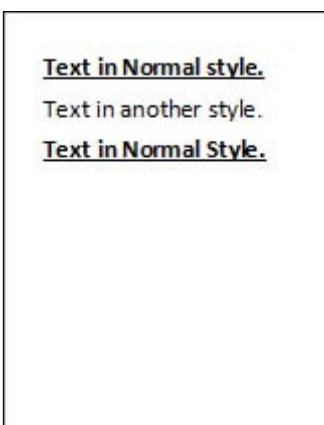 Text in Normal style.
Text in another style.
Text in Normal Style.